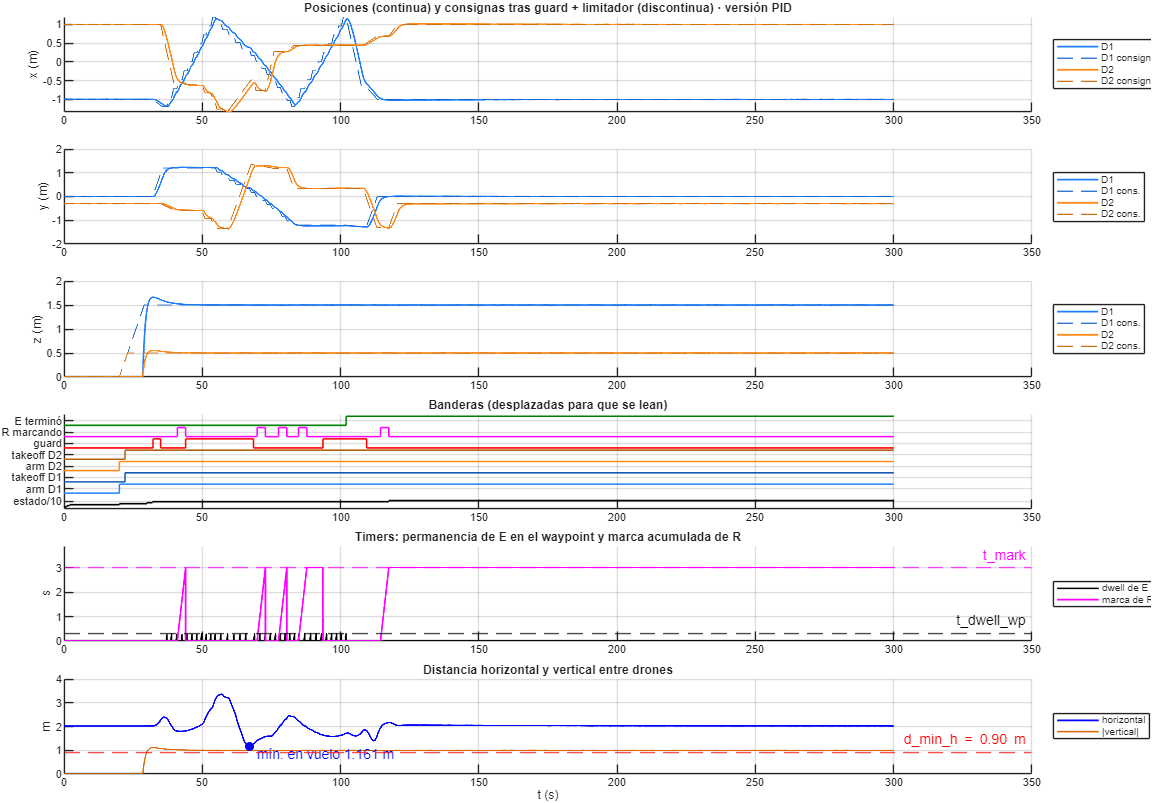 Posiciones (continua) y consignas tras guard + limitador (discontinua) · versión PID
x (m)
1
0.5
0
-0.5
-1
0 50 100 150 200 250 300 350
D1
D1 consign
D2
D2 consign
y (m)
2
1
0
-1
-2
0 50 100 150 200 250 300 350
D1
D1 cons.
D2
D2 cons.
z (m)
2
1.5
1
0.5
0
0 50 100 150 200 250 300 350
D1
D1 cons.
D2
D2 cons.
Banderas (desplazadas para que se lean)
E terminó
R marcando
guard
takeoff D2
arm D2
takeoff D1
arm D1
estado/10
0 50 100 150 200 250 300 350
Timers: permanencia de E en el waypoint y marca acumulada de R
s
3
2
1
0
t_mark
t_dwell_wp
0 50 100 150 200 250 300 350
dwell de E
marca de R
Distancia horizontal y vertical entre drones
m
4
3
2
1
0
mín. en vuelo 1.161 m
d_min_h = 0.90 m
0 50 100 150 200 250 300 350
t (s)
horizontal
|vertical|